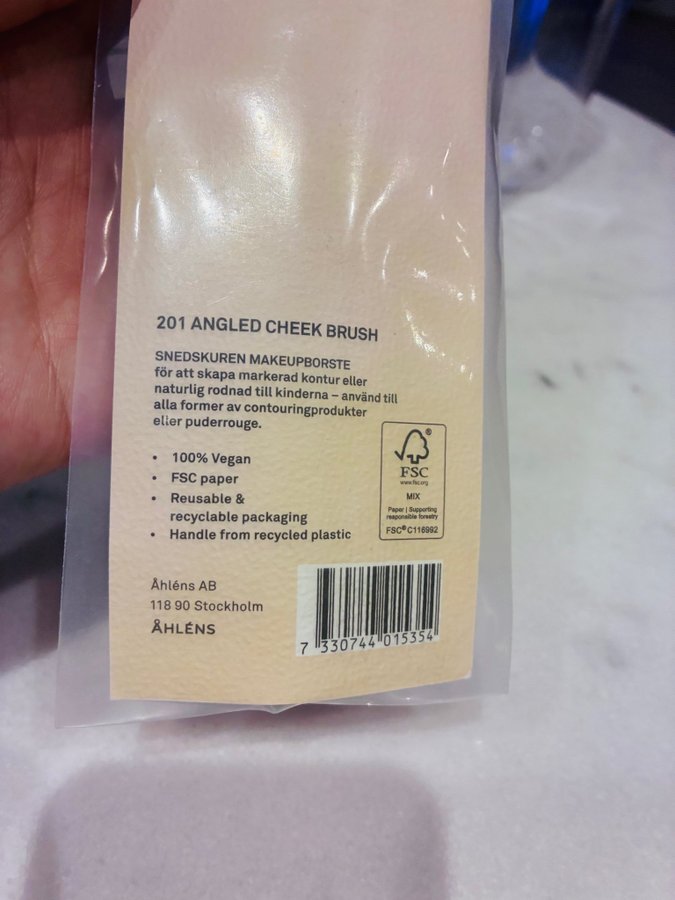 201 ANGLED CHEEK BRUSH
SNEDSKUREN MAKEUPBORSTE
för att skapa markerad kontur eller
naturlig rodnad till kinderna – använd till
alla former av contouringprodukter
eller puderrouge.
• 100% Vegan
• FSC paper
• Reusable &
recyclable packaging
• Handle from recycled plastic
®
FSC
www.fsc.org
MIX
Paper | Supporting
responsible forestry
FSC® C116992
Åhléns AB
118 90 Stockholm
ÅHLÉNS
7 330744 015354